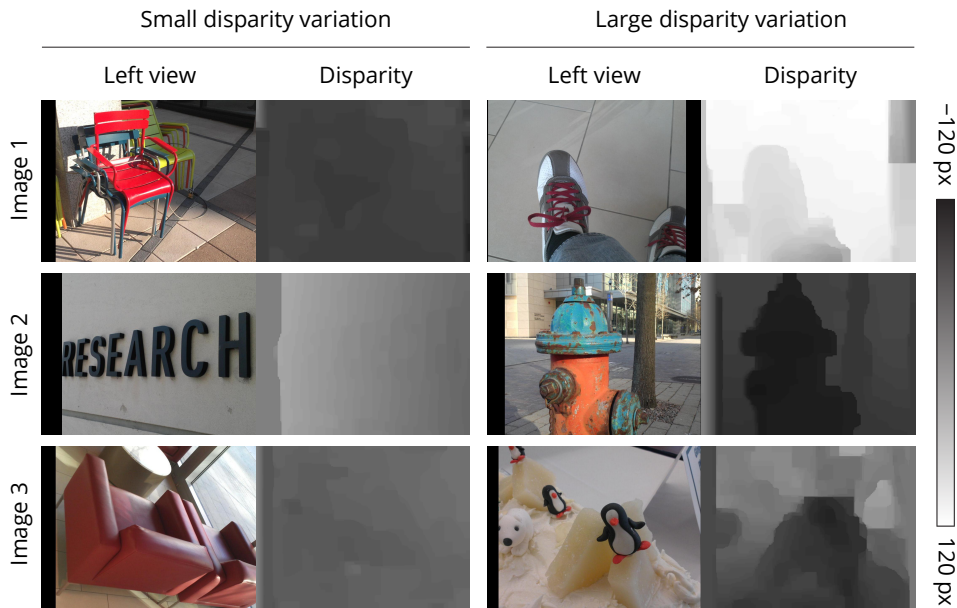 Small disparity variation
Large disparity variation
Left view
Disparity
Left view
Disparity
Image 1
Image 2
RESEARCH
Image 3
−120 px
120 px